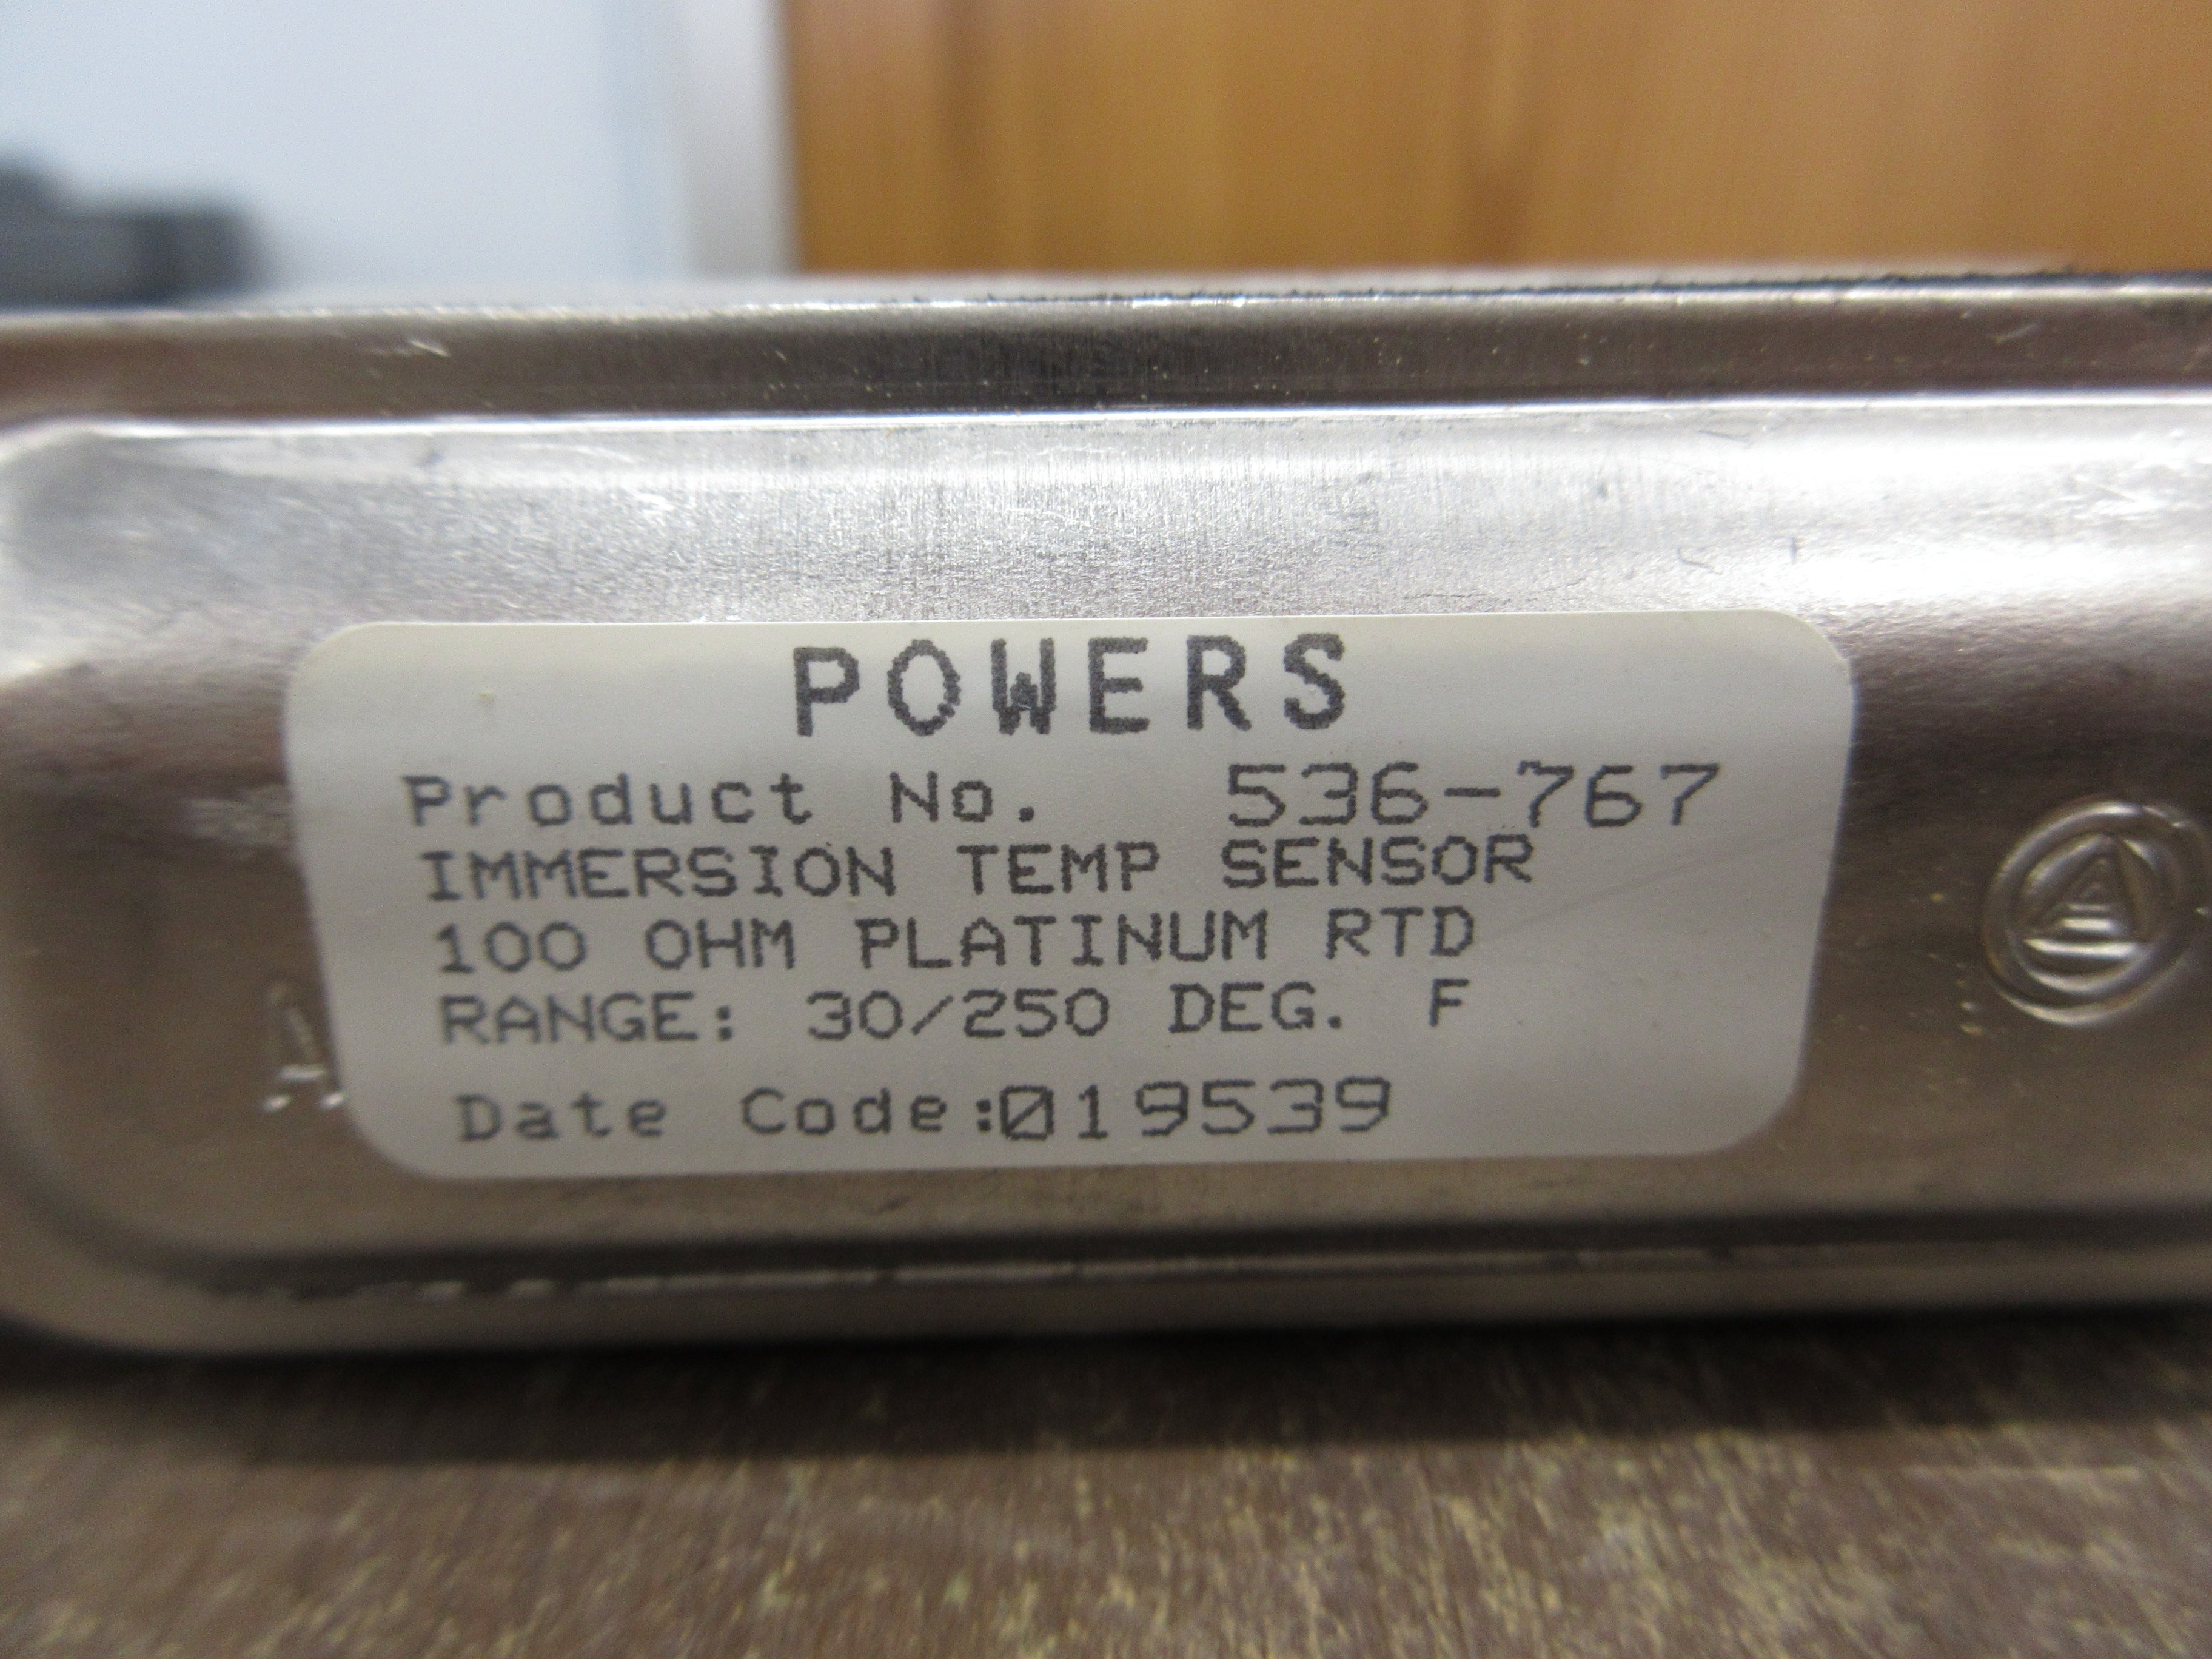 POWERS
Product No. 536-767
IMMERSION TEMP SENSOR
100 OHM PLATINUM RTD
RANGE: 30/250 DEG. F
Date Code:019539